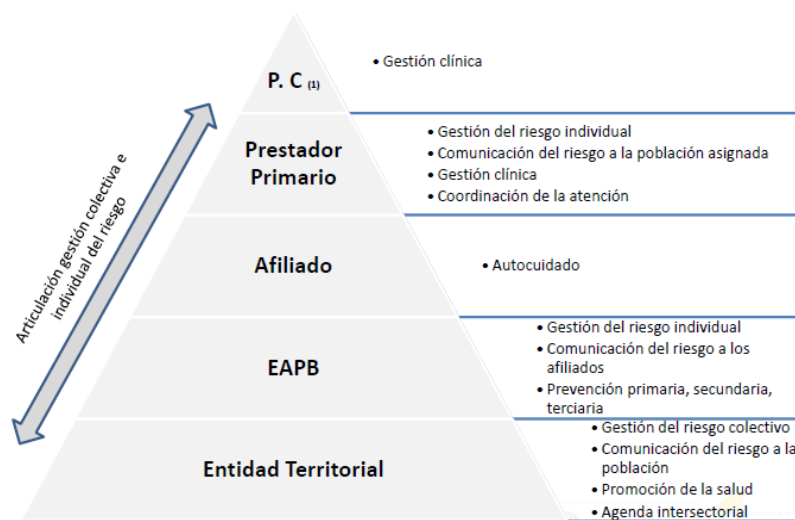 P. C (1)
• Gestión clínica
Prestador
Primario
• Gestión del riesgo individual
• Comunicación del riesgo a la población asignada
• Gestión clínica
• Coordinación de la atención
Afiliado
• Autocuidado
EAPB
• Gestión del riesgo individual
• Comunicación del riesgo a los
afiliados
• Prevención primaria, secundaria,
terciaria
Entidad Territorial
• Gestión del riesgo colectivo
• Comunicación del riesgo a la
población
• Promoción de la salud
• Agenda intersectorial
Articulación gestión colectiva e
individual del riesgo